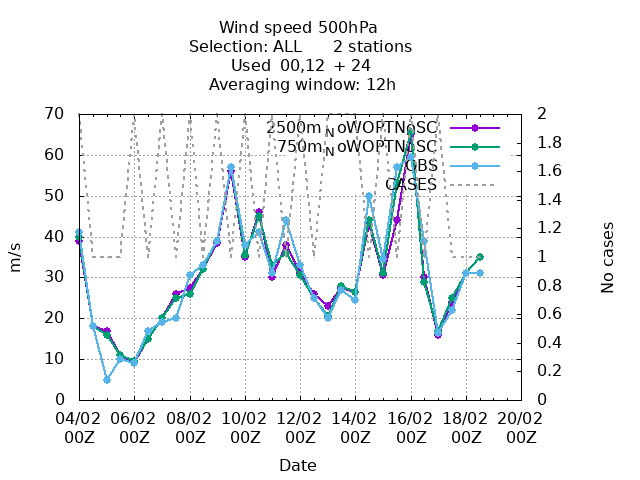 Wind speed 500hPa
Selection: ALL 2 stations
Used 00,12 + 24
Averaging window: 12h
2500m NoWOPTNoSC
750m NoWOPTNoSC
OBS
CASES
70
60
50
40
30
20
10
0
m/s
2
1.8
1.6
1.4
1.2
1
0.8
0.6
0.4
0.2
0
No cases
04/02 06/02 08/02 10/02 12/02 14/02 16/02 18/02 20/02
00Z 00Z 00Z 00Z 00Z 00Z 00Z 00Z 00Z
Date